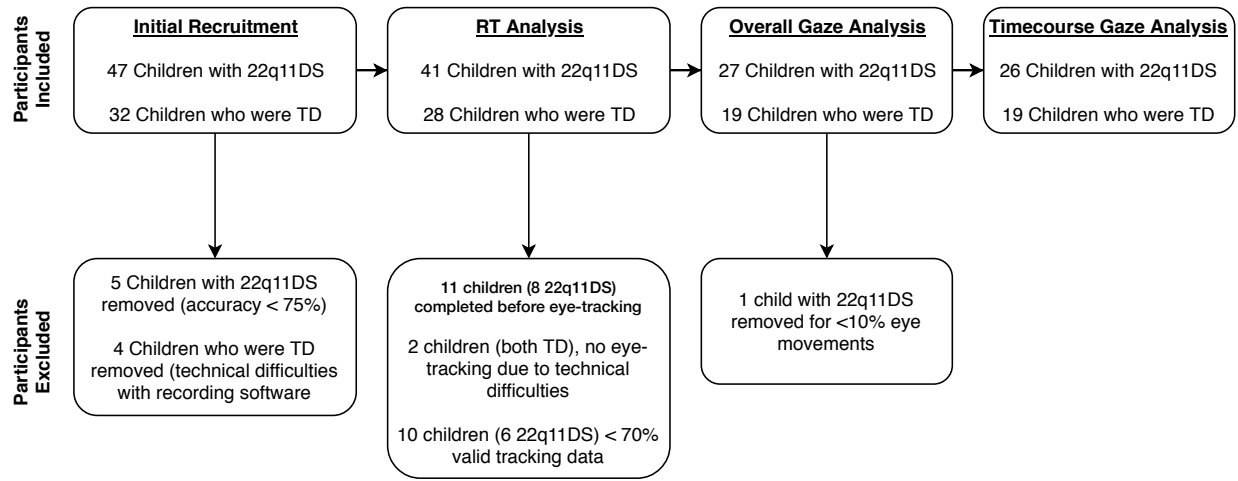 Participants
Included
Initial Recruitment
47 Children with 22q11DS
32 Children who were TD
RT Analysis
41 Children with 22q11DS
28 Children who were TD
Overall Gaze Analysis
27 Children with 22q11DS
19 Children who were TD
Timecourse Gaze Analysis
26 Children with 22q11DS
19 Children who were TD
Participants
Excluded
5 Children with 22q11DS
removed (accuracy < 75%)
4 Children who were TD
removed (technical difficulties
with recording software
11 children (8 22q11DS)
completed before eye-tracking
2 children (both TD), no eye-
tracking due to technical
difficulties
10 children (6 22q11DS) < 70%
valid tracking data
1 child with 22q11DS
removed for <10% eye
movements